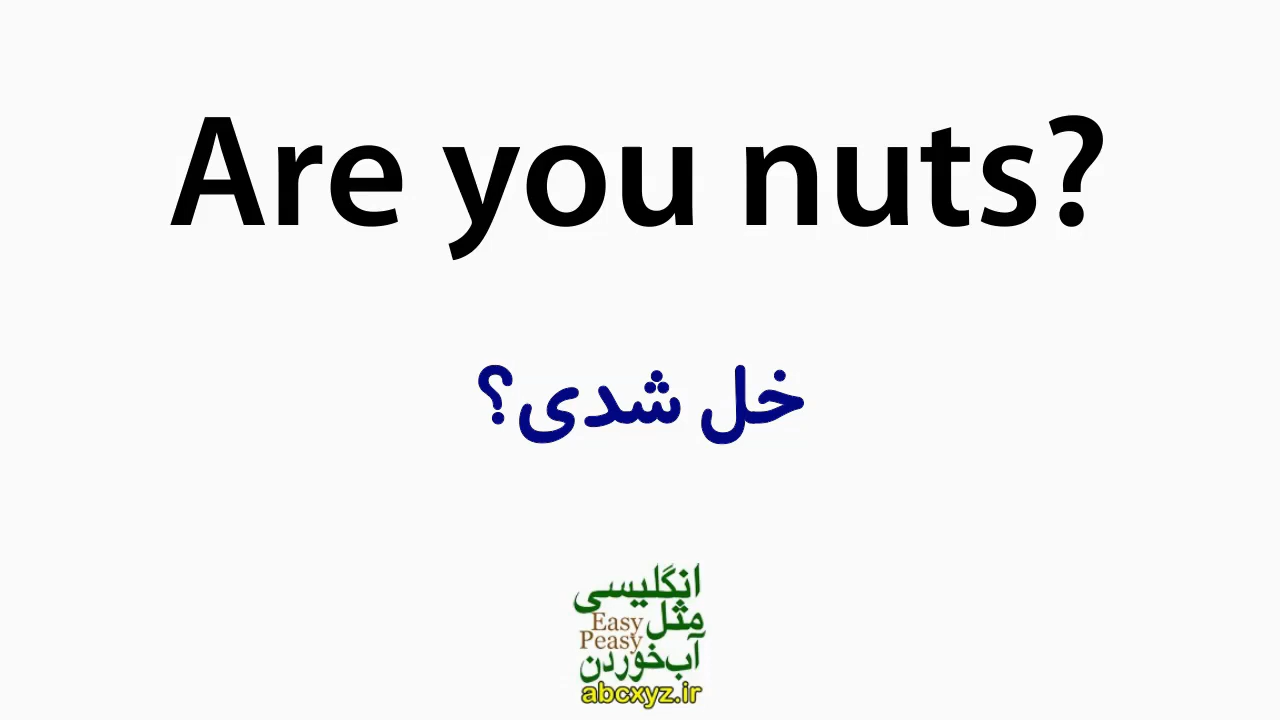 Are you nuts?
خل شدی؟
انگلیسی
مثل Easy
Peasy
آب‌خوردن
abcxyz.ir